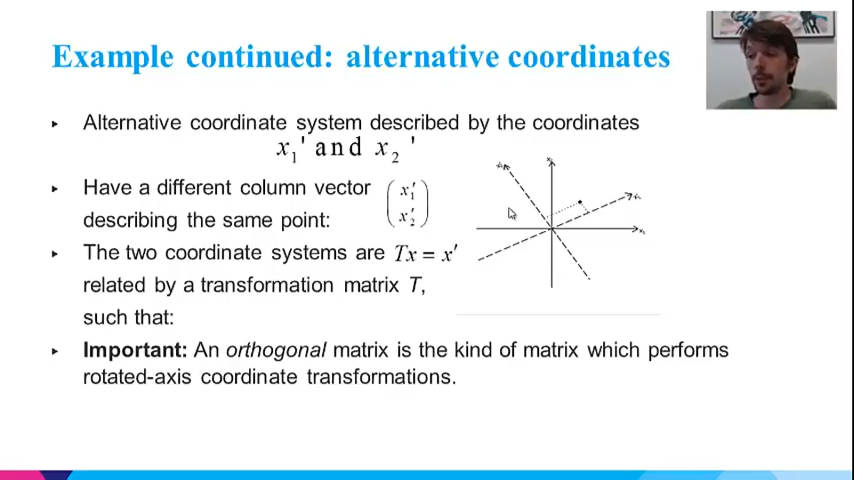 Example continued: alternative coordinates
▸ Alternative coordinate system described by the coordinates
x₁' and x₂'
▸ Have a different column vector (x₁′ x₂′)
describing the same point:
▸ The two coordinate systems are Tx = x′
related by a transformation matrix T,
such that:
▸ Important: An orthogonal matrix is the kind of matrix which performs
rotated-axis coordinate transformations.